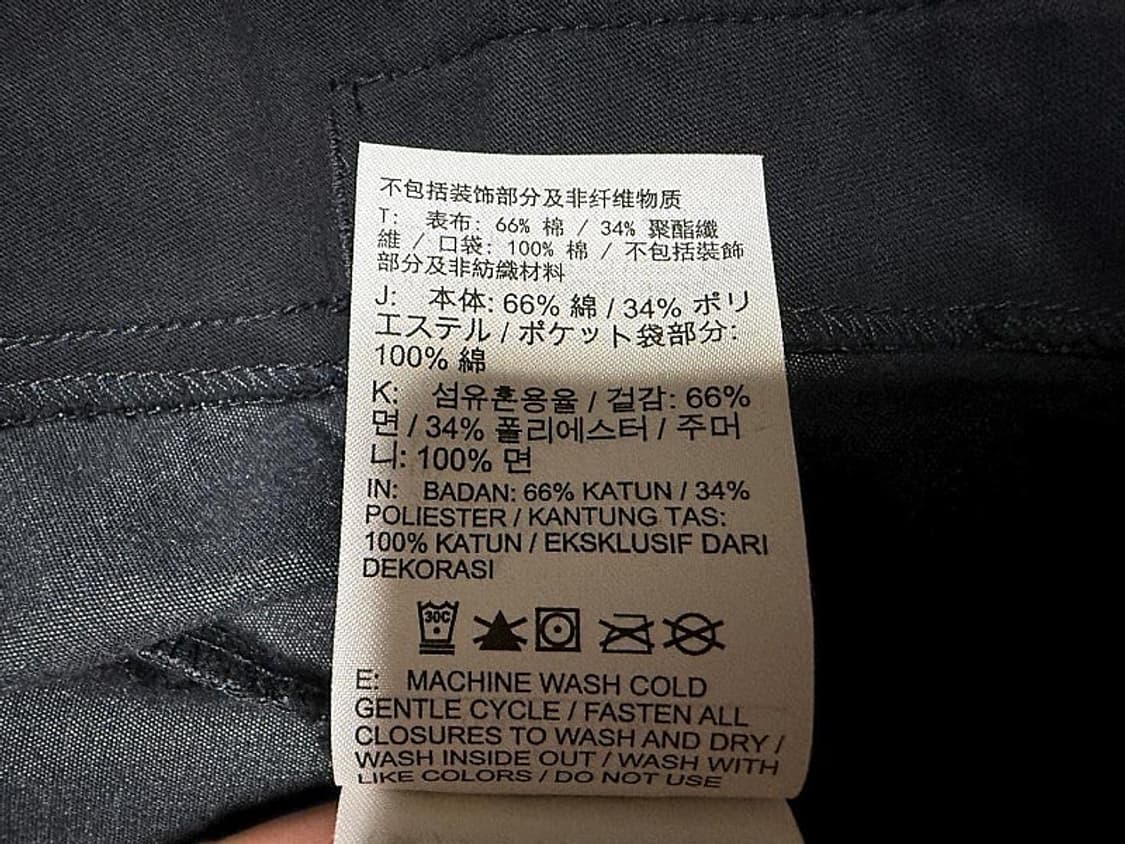 不包括装饰部分及非纤维物质
T: 表布: 66% 棉 / 34% 聚酯纖
維 / 口袋: 100% 棉 / 不包括裝飾
部分及非紡織材料
J: 本体: 66% 綿 / 34% ポリ
エステル / ポケット袋部分:
100% 綿
K: 섬유혼용율 / 겉감: 66%
면 / 34% 폴리에스터 / 주머
니: 100% 면
IN: BADAN: 66% KATUN / 34%
POLIESTER / KANTUNG TAS:
100% KATUN / EKSKLUSIF DARI
DEKORASI
30C
E: MACHINE WASH COLD
GENTLE CYCLE / FASTEN ALL
CLOSURES TO WASH AND DRY /
WASH INSIDE OUT / WASH WITH
LIKE COLORS / DO NOT USE